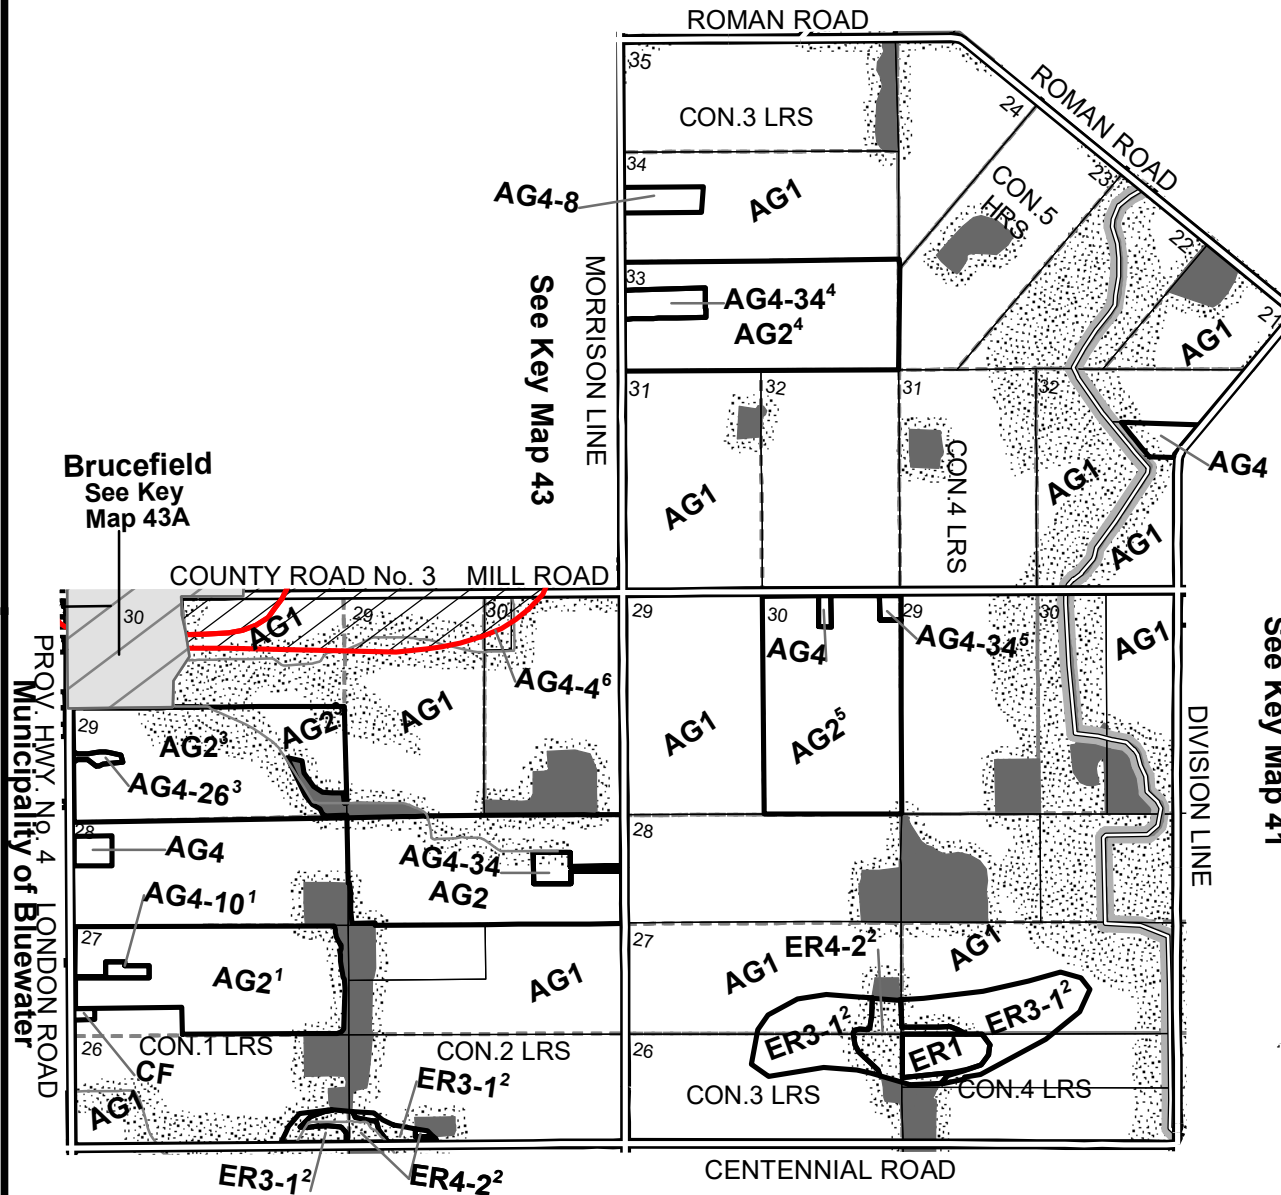 ROMAN ROAD
35
CON.3 LRS
24
ROMAN ROAD
34
23
AG4-8
AG1
CON.5
HRS
22
33
MORRISON LINE
See Key Map 43
AG4-34⁴
AG2⁴
21
AG1
31
32
31
32
AG1
CON.4 LRS
AG1
AG4
AG1
Brucefield
See Key
Map 43A
COUNTY ROAD No. 3
MILL ROAD
30
AG1
29
30
29
30
29
30
AG4
AG4-34⁵
AG1
See Key Map 41
PROV. HWY. No. 4
LONDON ROAD
Municipality of Bluewater
AG4-4⁶
AG1
AG1
AG2⁵
DIVISION LINE
29
AG2³
AG2³
AG4-26³
28
AG4
AG4-34
AG2
28
AG4-10¹
27
AG2¹
AG1
27
AG1
ER4-2²
AG1
ER3-1²
ER3-1²
ER1
26
CON.1 LRS
CF
CON.2 LRS
26
CON.3 LRS
CON.4 LRS
AG1
ER3-1²
ER3-1²
ER4-2²
CENTENNIAL ROAD